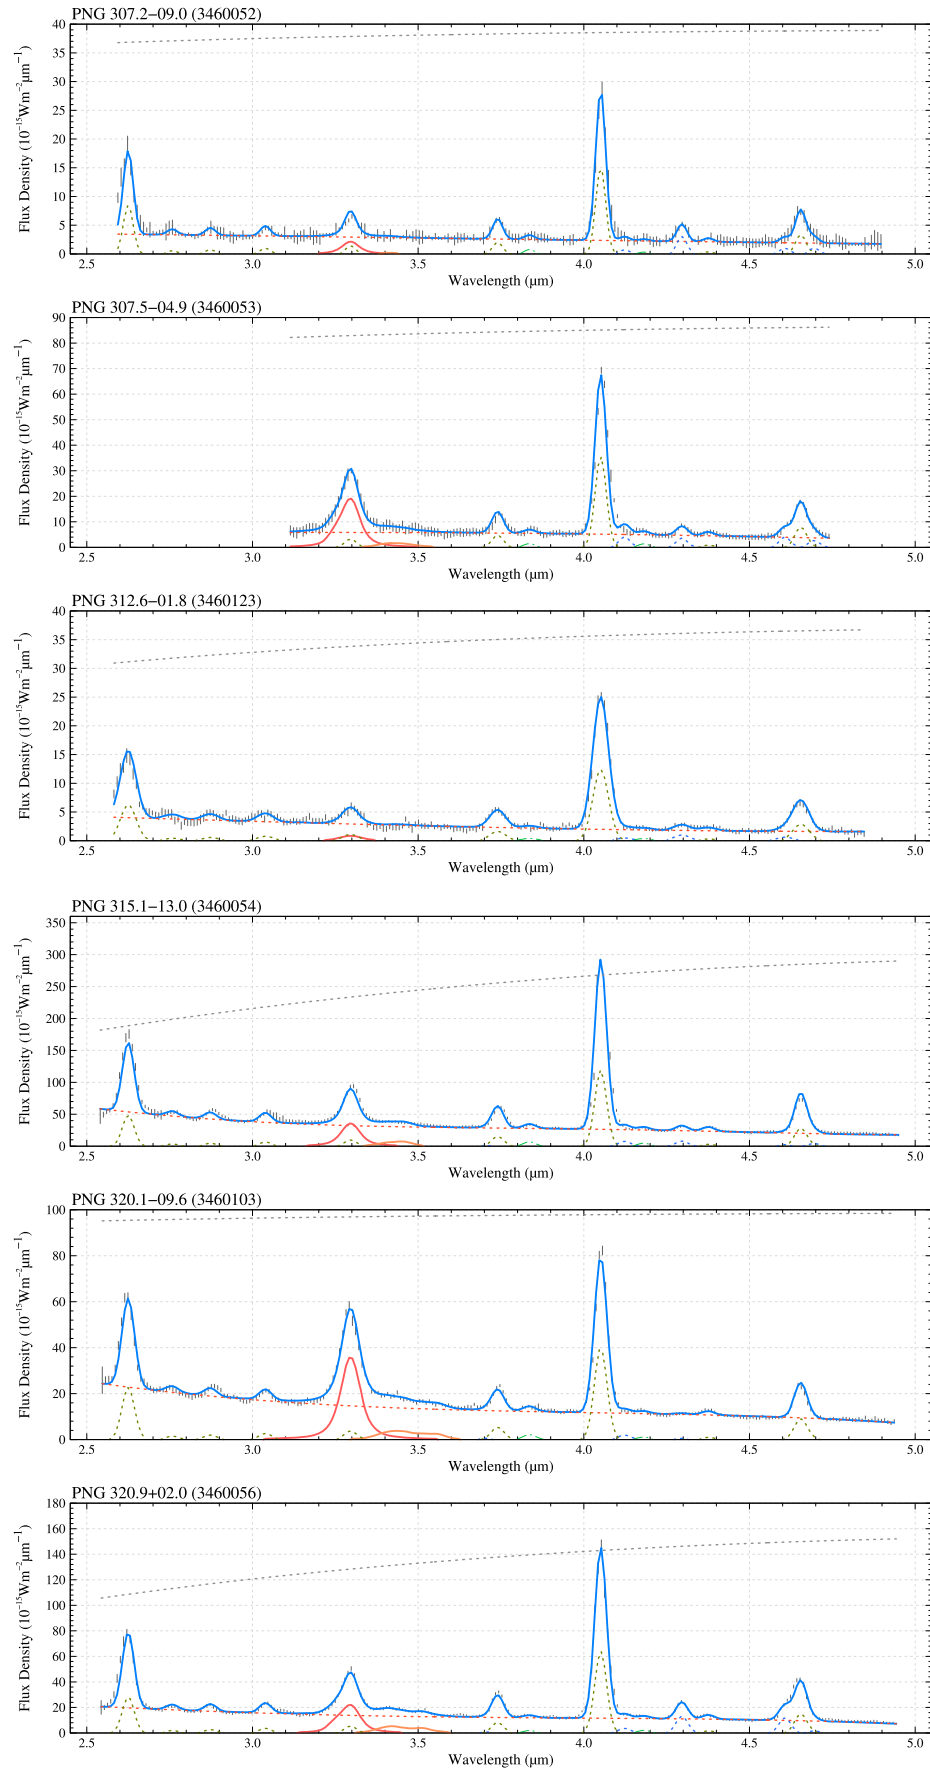 PNG 307.2−09.0 (3460052)
40
35
30
25
20
15
10
5
0
Flux Density (10⁻¹⁵Wm⁻²μm⁻¹)
2.5 3.0 3.5 4.0 4.5 5.0
Wavelength (μm)
PNG 307.5−04.9 (3460053)
90
80
70
60
50
40
30
20
10
0
Flux Density (10⁻¹⁵Wm⁻²μm⁻¹)
2.5 3.0 3.5 4.0 4.5 5.0
Wavelength (μm)
PNG 312.6−01.8 (3460123)
40
35
30
25
20
15
10
5
0
Flux Density (10⁻¹⁵Wm⁻²μm⁻¹)
2.5 3.0 3.5 4.0 4.5 5.0
Wavelength (μm)
PNG 315.1−13.0 (3460054)
350
300
250
200
150
100
50
0
Flux Density (10⁻¹⁵Wm⁻²μm⁻¹)
2.5 3.0 3.5 4.0 4.5 5.0
Wavelength (μm)
PNG 320.1−09.6 (3460103)
100
80
60
40
20
0
Flux Density (10⁻¹⁵Wm⁻²μm⁻¹)
2.5 3.0 3.5 4.0 4.5 5.0
Wavelength (μm)
PNG 320.9+02.0 (3460056)
180
160
140
120
100
80
60
40
20
0
Flux Density (10⁻¹⁵Wm⁻²μm⁻¹)
2.5 3.0 3.5 4.0 4.5 5.0
Wavelength (μm)